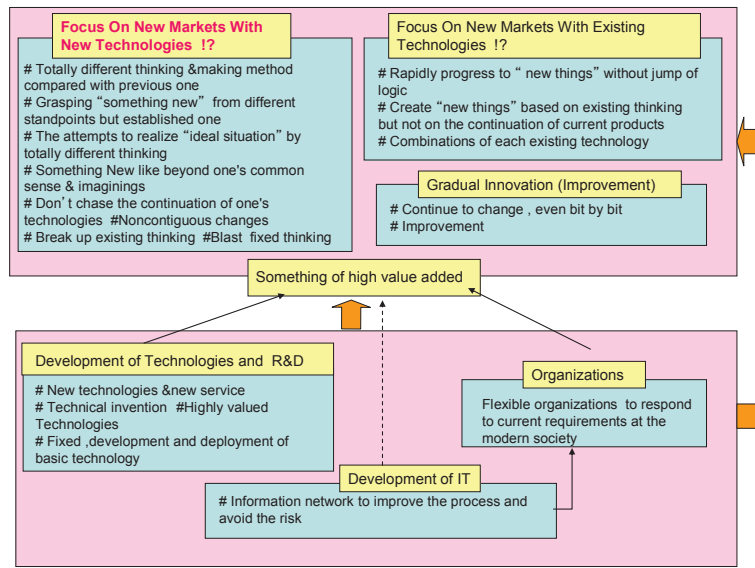 Focus On New Markets With
New Technologies !?
# Totally different thinking &making method
compared with previous one
# Grasping “something new” from different
standpoints but established one
# The attempts to realize “ideal situation” by
totally different thinking
# Something New like beyond one's common
sense & imaginings
# Don’t chase the continuation of one's
technologies #Noncontiguous changes
# Break up existing thinking #Blast fixed thinking
Focus On New Markets With Existing
Technologies !?
# Rapidly progress to “ new things” without jump of
logic
# Create “new things” based on existing thinking
but not on the continuation of current products
# Combinations of each existing technology
Gradual Innovation (Improvement)
# Continue to change , even bit by bit
# Improvement
Something of high value added
Development of Technologies and R&D
# New technologies &new service
# Technical invention #Highly valued
Technologies
# Fixed ,development and deployment of
basic technology
Organizations
Flexible organizations to respond
to current requirements at the
modern society
Development of IT
# Information network to improve the process and
avoid the risk